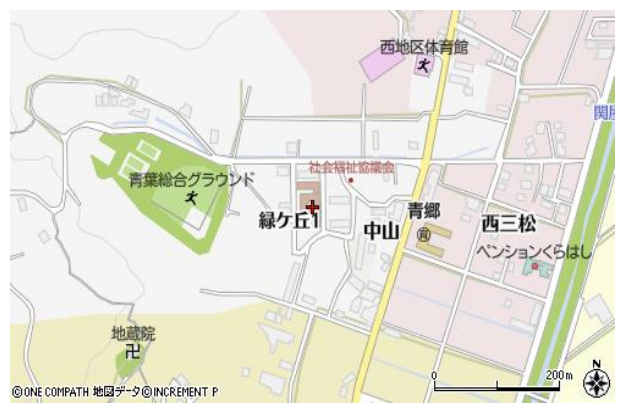 西地区体育館
関屋
社会福祉協議会
青葉総合グラウンド
緑ケ丘1
中山
青郷
西三松
ペンションくらはし
地蔵院
0
200m
©ONE COMPATH 地図データ©INCREMENT P